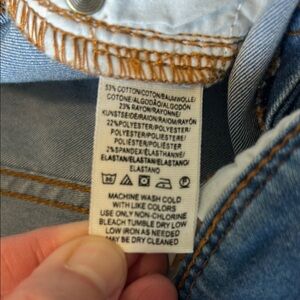 53% COTTON/COTON/BAUMWOLLE/
COTONE/ALGODÃO/ALGODÓN
23% RAYON/RAYONNE/
KUNSTSEIDE/RAION/RAIOM/RAYÓN
22% POLYESTER/POLYESTER/
POLYESTER/POLIESTERE/
POLIÉSTER/POLIÉSTER
2% SPANDEX/ÉLASTHANNE/
ELASTAN/ELASTAN/ELASTANO/
ELASTANO
MACHINE WASH COLD
WITH LIKE COLORS
USE ONLY NON-CHLORINE
BLEACH TUMBLE DRY LOW
LOW IRON AS NEEDED
MAY BE DRY CLEANED